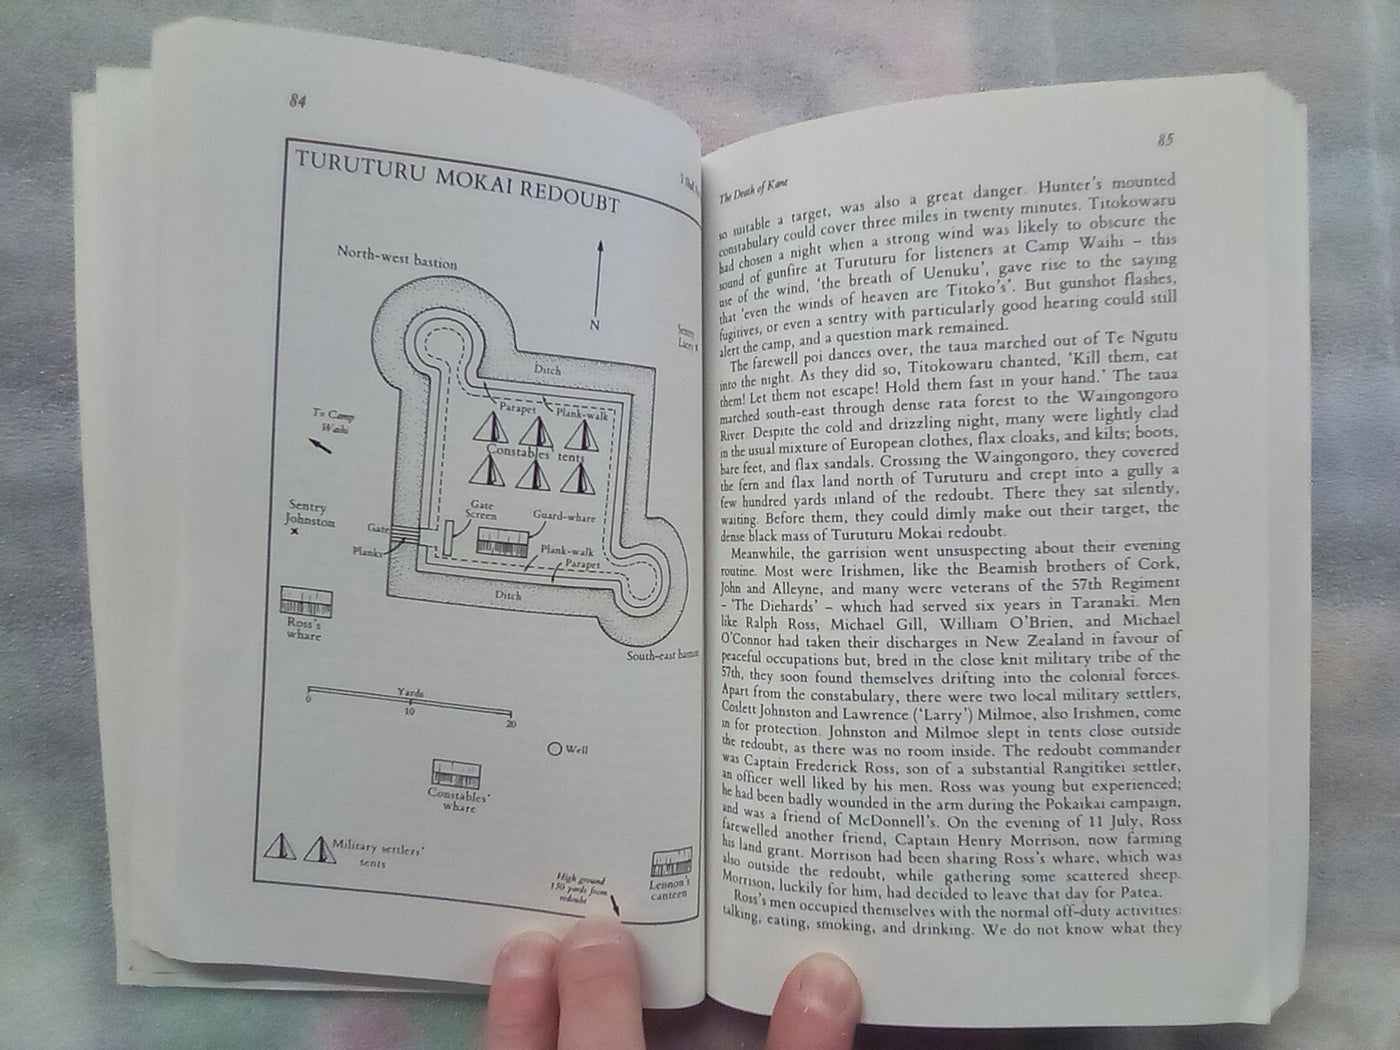 84
TURUTURU MOKAI REDOUBT
North-west bastion
N
Sentry
Ditch
Parapet
Plank-walk
To Camp
Waihi
Constables' tents
Sentry
Johnston
Gate
Screen
Guard-whare
Gate
Planks
Plank-walk
Parapet
Ditch
Ross's
whare
South-east
Yards
0
10
20
Well
Constables'
whare
Military settlers'
tents
High ground
150 yards from
redoubt
Lennon's
canteen
85
The Death of Kane
so suitable a target, was also a great danger. Hunter's mounted
constabulary could cover three miles in twenty minutes. Titokowaru
had chosen a night when a strong wind was likely to obscure the
sound of gunfire at Turuturu for listeners at Camp Waihi – this
use of the wind, 'the breath of Uenuku', gave rise to the saying
that 'even the winds of heaven are Titoko's'. But gunshot flashes,
fugitives, or even a sentry with particularly good hearing could still
alert the camp, and a question mark remained.
The farewell poi dances over, the taua marched out of Te Ngutu
into the night. As they did so, Titokowaru chanted, 'Kill them, eat
them! Let them not escape! Hold them fast in your hand.' The taua
marched south-east through dense rata forest to the Waingongoro
River. Despite the cold and drizzling night, many were lightly clad
in the usual mixture of European clothes, flax cloaks, and kilts; boots,
bare feet, and flax sandals. Crossing the Waingongoro, they covered
the fern and flax land north of Turuturu and crept into a gully a
few hundred yards inland of the redoubt. There they sat silently,
waiting. Before them, they could dimly make out their target, the
dense black mass of Turuturu Mokai redoubt.
Meanwhile, the garrision went unsuspecting about their evening
routine. Most were Irishmen, like the Beamish brothers of Cork,
John and Alleyne, and many were veterans of the 57th Regiment
– 'The Diehards' – which had served six years in Taranaki. Men
like Ralph Ross, Michael Gill, William O'Brien, and Michael
O'Connor had taken their discharges in New Zealand in favour of
peaceful occupations but, bred in the close knit military tribe of the
57th, they soon found themselves drifting into the colonial forces.
Apart from the constabulary, there were two local military settlers,
Coslett Johnston and Lawrence ('Larry') Milmoe, also Irishmen, come
in for protection. Johnston and Milmoe slept in tents close outside
the redoubt, as there was no room inside. The redoubt commander
was Captain Frederick Ross, son of a substantial Rangitikei settler,
an officer well liked by his men. Ross was young but experienced;
he had been badly wounded in the arm during the Pokaikai campaign,
and was a friend of McDonnell's. On the evening of 11 July, Ross
farewelled another friend, Captain Henry Morrison, now farming
his land grant. Morrison had been sharing Ross's whare, which was
also outside the redoubt, while gathering some scattered sheep.
Morrison, luckily for him, had decided to leave that day for Patea.
Ross's men occupied themselves with the normal off-duty activities:
talking, eating, smoking, and drinking. We do not know what they